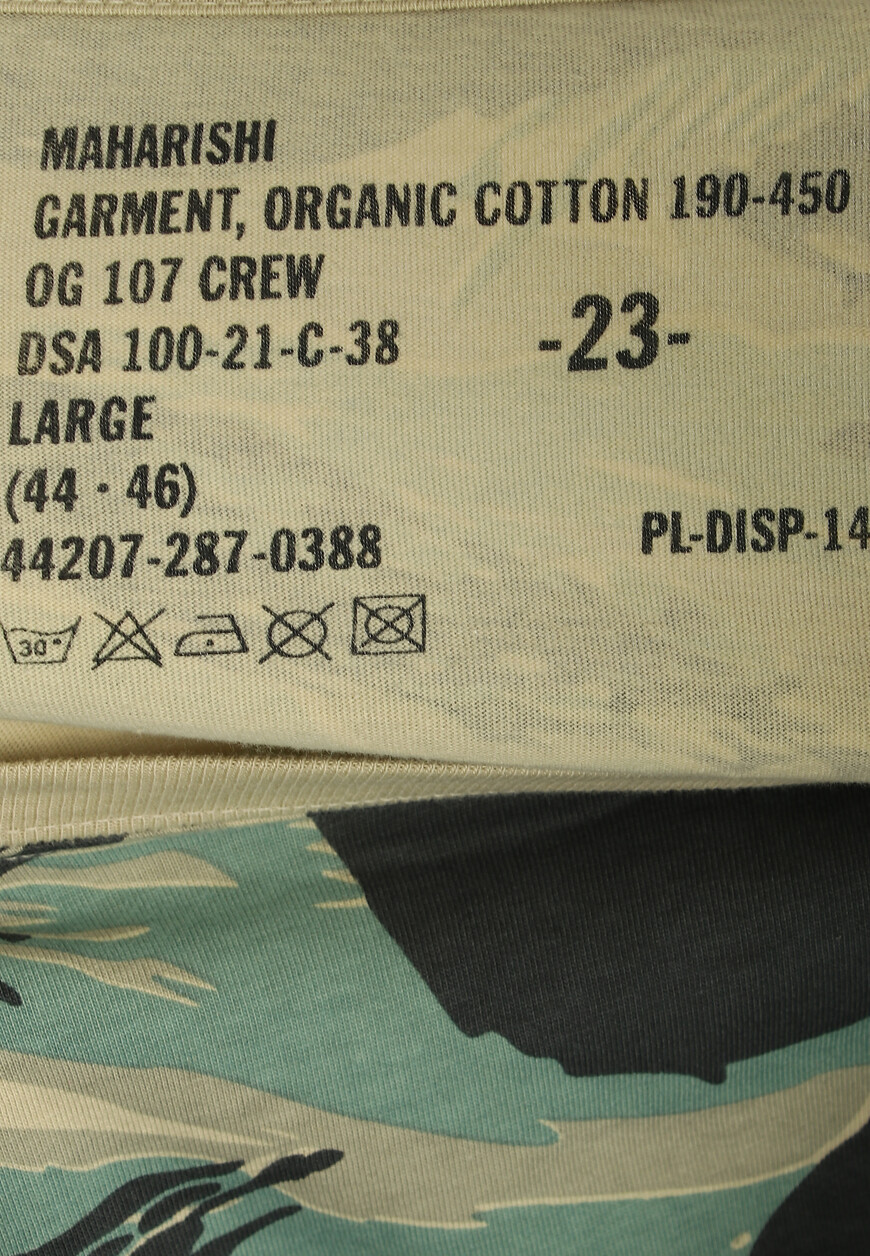 MAHARISHI
GARMENT, ORGANIC COTTON 190-450
OG 107 CREW
DSA 100-21-C-38
-23-
LARGE
(44 · 46)
44207-287-0388
PL-DISP-14
30°